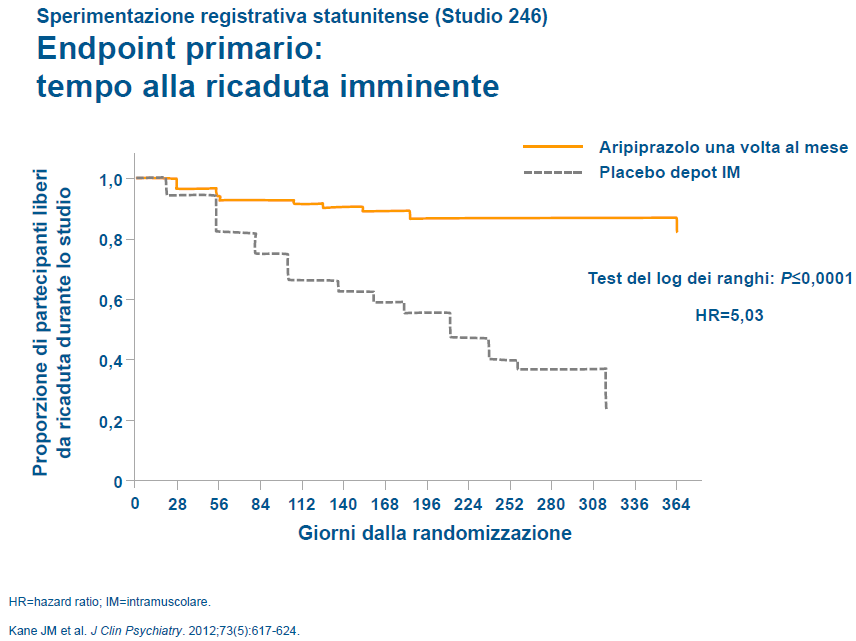 Sperimentazione registrativa statunitense (Studio 246)
Endpoint primario:
tempo alla ricaduta imminente
Aripiprazolo una volta al mese
Placebo depot IM
Proporzione di partecipanti liberi
da ricaduta durante lo studio
1,0
0,8
0,6
0,4
0,2
0
Test del log dei ranghi: P≤0,0001
HR=5,03
0 28 56 84 112 140 168 196 224 252 280 308 336 364
Giorni dalla randomizzazione
HR=hazard ratio; IM=intramuscolare.
Kane JM et al. J Clin Psychiatry. 2012;73(5):617-624.